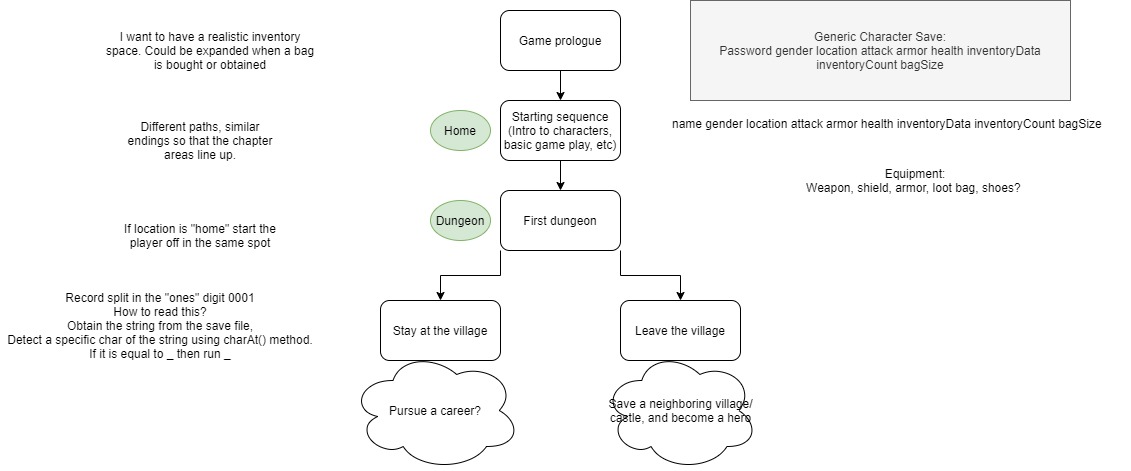 I want to have a realistic inventory
space. Could be expanded when a bag
is bought or obtained
Game prologue
Generic Character Save:
Password gender location attack armor health inventoryData
inventoryCount bagSize
Different paths, similar
endings so that the chapter
areas line up.
Home
Starting sequence
(Intro to characters,
basic game play, etc)
name gender location attack armor health inventoryData inventoryCount bagSize
Equipment:
Weapon, shield, armor, loot bag, shoes?
If location is "home" start the
player off in the same spot
Dungeon
First dungeon
Record split in the "ones" digit 0001
How to read this?
Obtain the string from the save file,
Detect a specific char of the string using charAt() method.
If it is equal to _ then run _
Stay at the village
Leave the village
Pursue a career?
Save a neighboring village/
castle, and become a hero